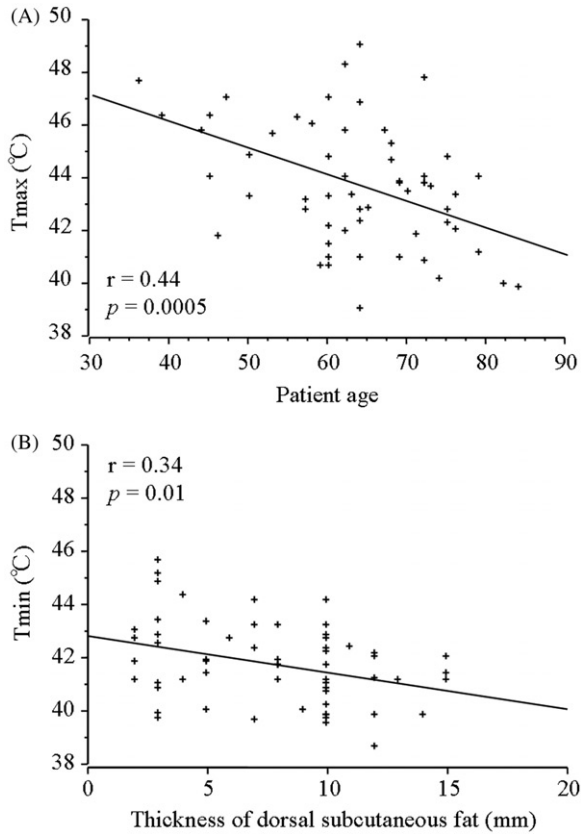 (A)
50
48
46
44
42
40
38
Tmax (℃)
r = 0.44
p = 0.0005
30 40 50 60 70 80 90
Patient age
(B)
50
r = 0.34
p = 0.01
48
46
44
42
40
38
Tmin (℃)
0 5 10 15 20
Thickness of dorsal subcutaneous fat (mm)